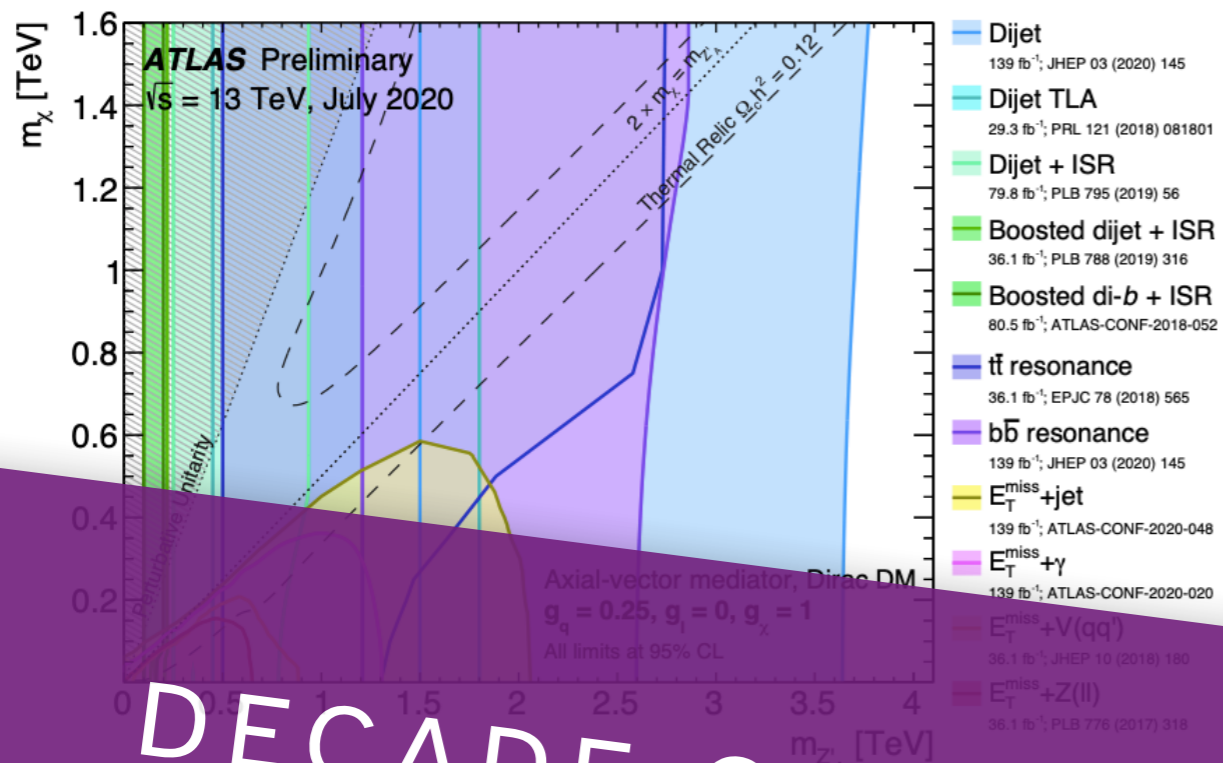 1.6
1.4
1.2
1
0.8
0.6
0.4
0.2
m_χ [TeV]
ATLAS Preliminary
√s = 13 TeV, July 2020
2 × m_χ = m_Z'_A
Thermal Relic Ω_c h² = 0.12
Perturbative Unitarity
Axial-vector mediator, Dirac DM
g_q = 0.25, g_l = 0, g_χ = 1
All limits at 95% CL
0 0.5 1 1.5 2 2.5 3 3.5 4
m_Z'_A [TeV]
Dijet
139 fb⁻¹; JHEP 03 (2020) 145
Dijet TLA
29.3 fb⁻¹; PRL 121 (2018) 081801
Dijet + ISR
79.8 fb⁻¹; PLB 795 (2019) 56
Boosted dijet + ISR
36.1 fb⁻¹; PLB 788 (2019) 316
Boosted di-b + ISR
80.5 fb⁻¹; ATLAS-CONF-2018-052
tt̄ resonance
36.1 fb⁻¹; EPJC 78 (2018) 565
bb̄ resonance
139 fb⁻¹; JHEP 03 (2020) 145
E_T^miss+jet
139 fb⁻¹; ATLAS-CONF-2020-048
E_T^miss+γ
139 fb⁻¹; ATLAS-CONF-2020-020
E_T^miss+V(qq')
36.1 fb⁻¹; JHEP 10 (2018) 180
E_T^miss+Z(ll)
36.1 fb⁻¹; PLB 776 (2017) 318
DECADE